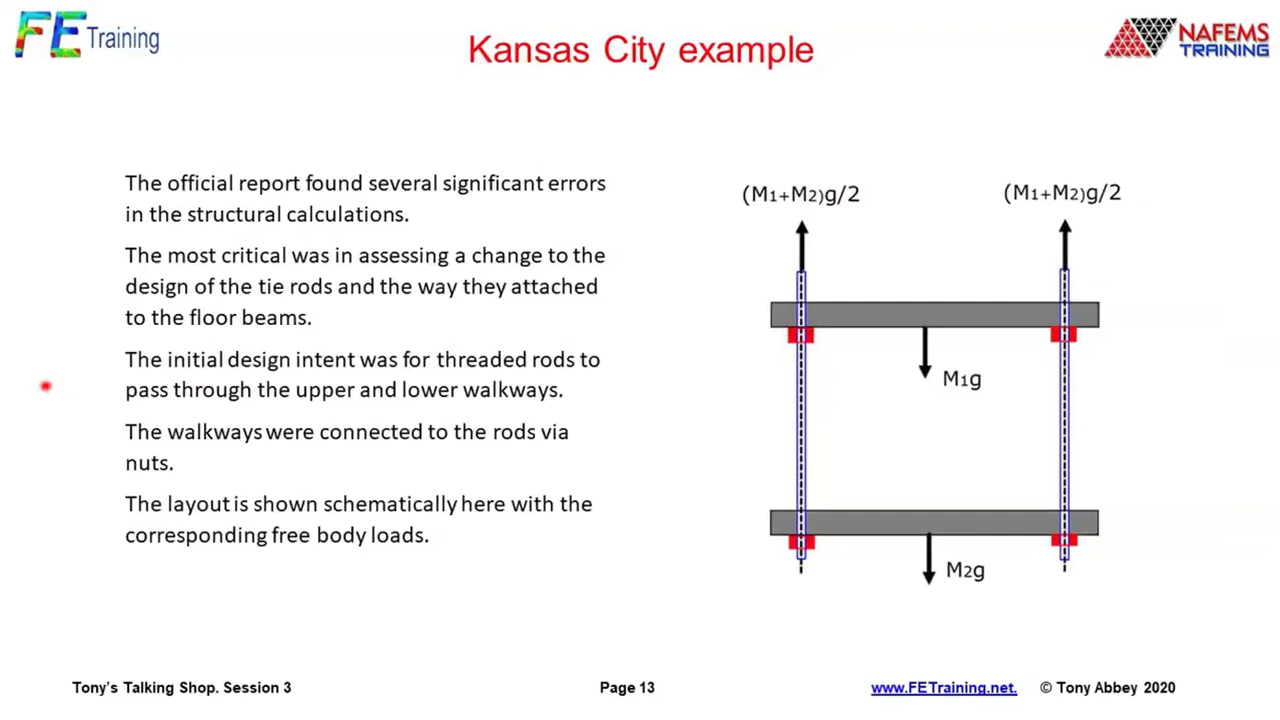 FE Training
Kansas City example
NAFEMS
TRAINING
The official report found several significant errors
in the structural calculations.
The most critical was in assessing a change to the
design of the tie rods and the way they attached
to the floor beams.
The initial design intent was for threaded rods to
pass through the upper and lower walkways.
The walkways were connected to the rods via
nuts.
The layout is shown schematically here with the
corresponding free body loads.
(M1+M2)g/2
(M1+M2)g/2
M1g
M2g
Tony's Talking Shop. Session 3
Page 13
www.FETraining.net.
© Tony Abbey 2020